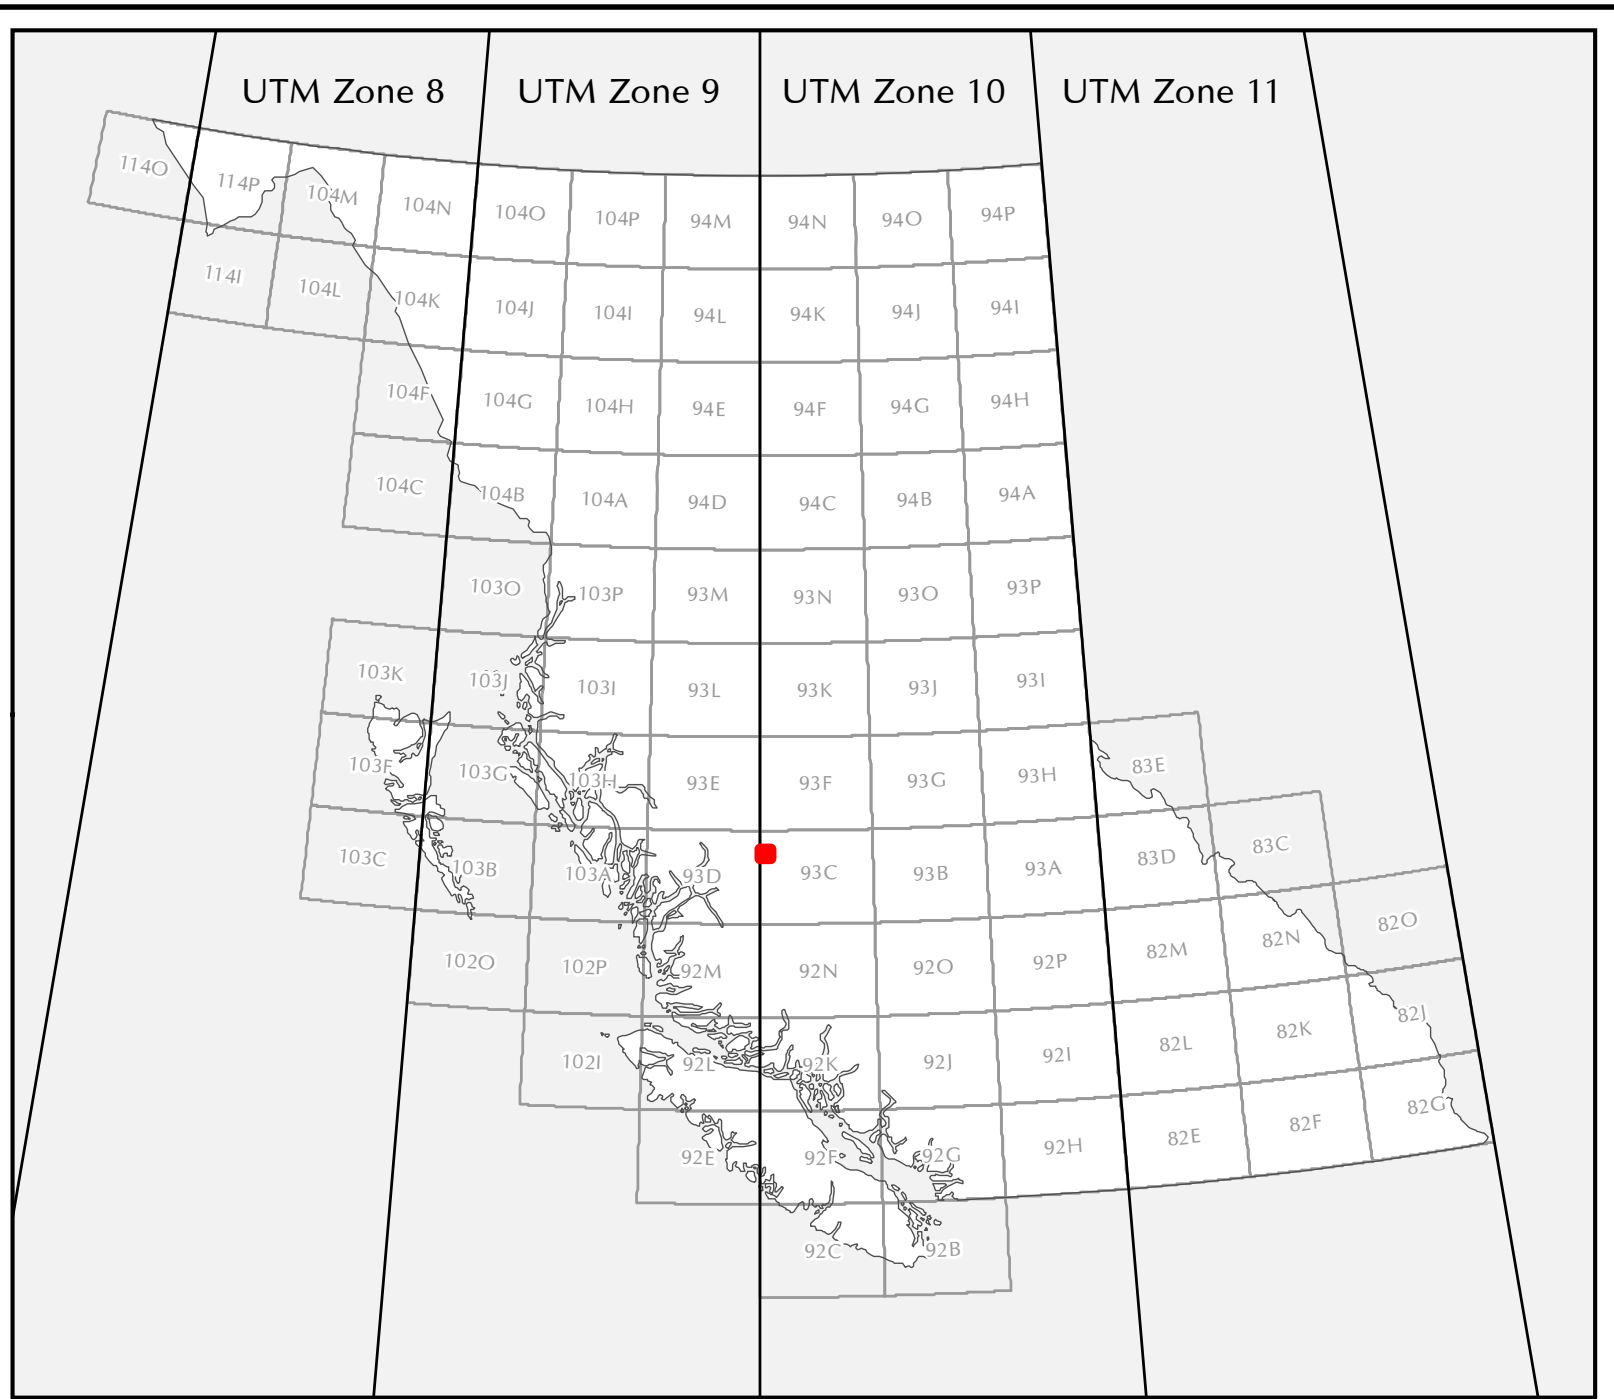 UTM Zone 8 UTM Zone 9 UTM Zone 10 UTM Zone 11
114O 114P 104M 104N 104O 104P 94M 94N 94O 94P
114I 104L 104K 104J 104I 94L 94K 94J 94I
104F 104G 104H 94E 94F 94G 94H
104C 104B 104A 94D 94C 94B 94A
103O 103P 93M 93N 93O 93P
103K 103J 103I 93L 93K 93J 93I
103F 103G 103H 93E 93F 93G 93H 83E
103C 103B 103A 93D 93C 93B 93A 83D 83C
102O 102P 92M 92N 92O 92P 82M 82N 82O
102I 92L 92K 92J 92I 82L 82K 82J
92E 92F 92G 92H 82E 82F 82G
92C 92B